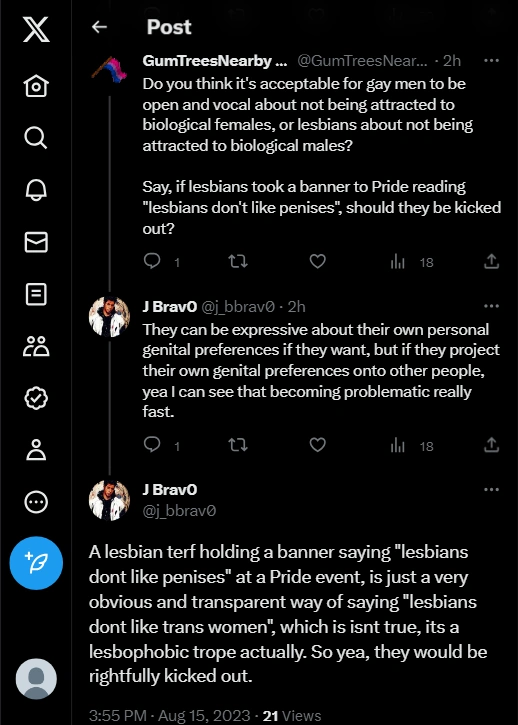 Post
GumTreesNearby ... @GumTreesNear... · 2h
Do you think it's acceptable for gay men to be
open and vocal about not being attracted to
biological females, or lesbians about not being
attracted to biological males?
Say, if lesbians took a banner to Pride reading
"lesbians don't like penises", should they be kicked
out?
1 18
J Brav0 @j_bbrav0 · 2h
They can be expressive about their own personal
genital preferences if they want, but if they project
their own genital preferences onto other people,
yea I can see that becoming problematic really
fast.
1 18
J Brav0
@j_bbrav0
A lesbian terf holding a banner saying "lesbians
dont like penises" at a Pride event, is just a very
obvious and transparent way of saying "lesbians
dont like trans women", which is isnt true, its a
lesbophobic trope actually. So yea, they would be
rightfully kicked out.
3:55 PM · Aug 15, 2023 · 21 Views